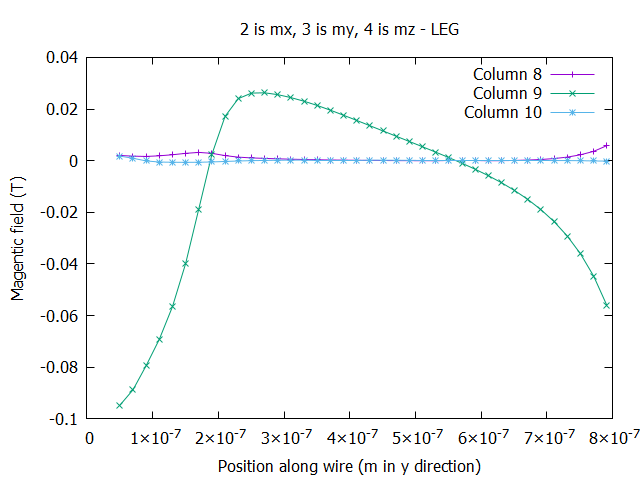 2 is mx, 3 is my, 4 is mz - LEG
Column 8
Column 9
Column 10
0.04
0.02
0
-0.02
-0.04
-0.06
-0.08
-0.1
Magentic field (T)
0 1×10⁻⁷ 2×10⁻⁷ 3×10⁻⁷ 4×10⁻⁷ 5×10⁻⁷ 6×10⁻⁷ 7×10⁻⁷ 8×10⁻⁷
Position along wire (m in y direction)